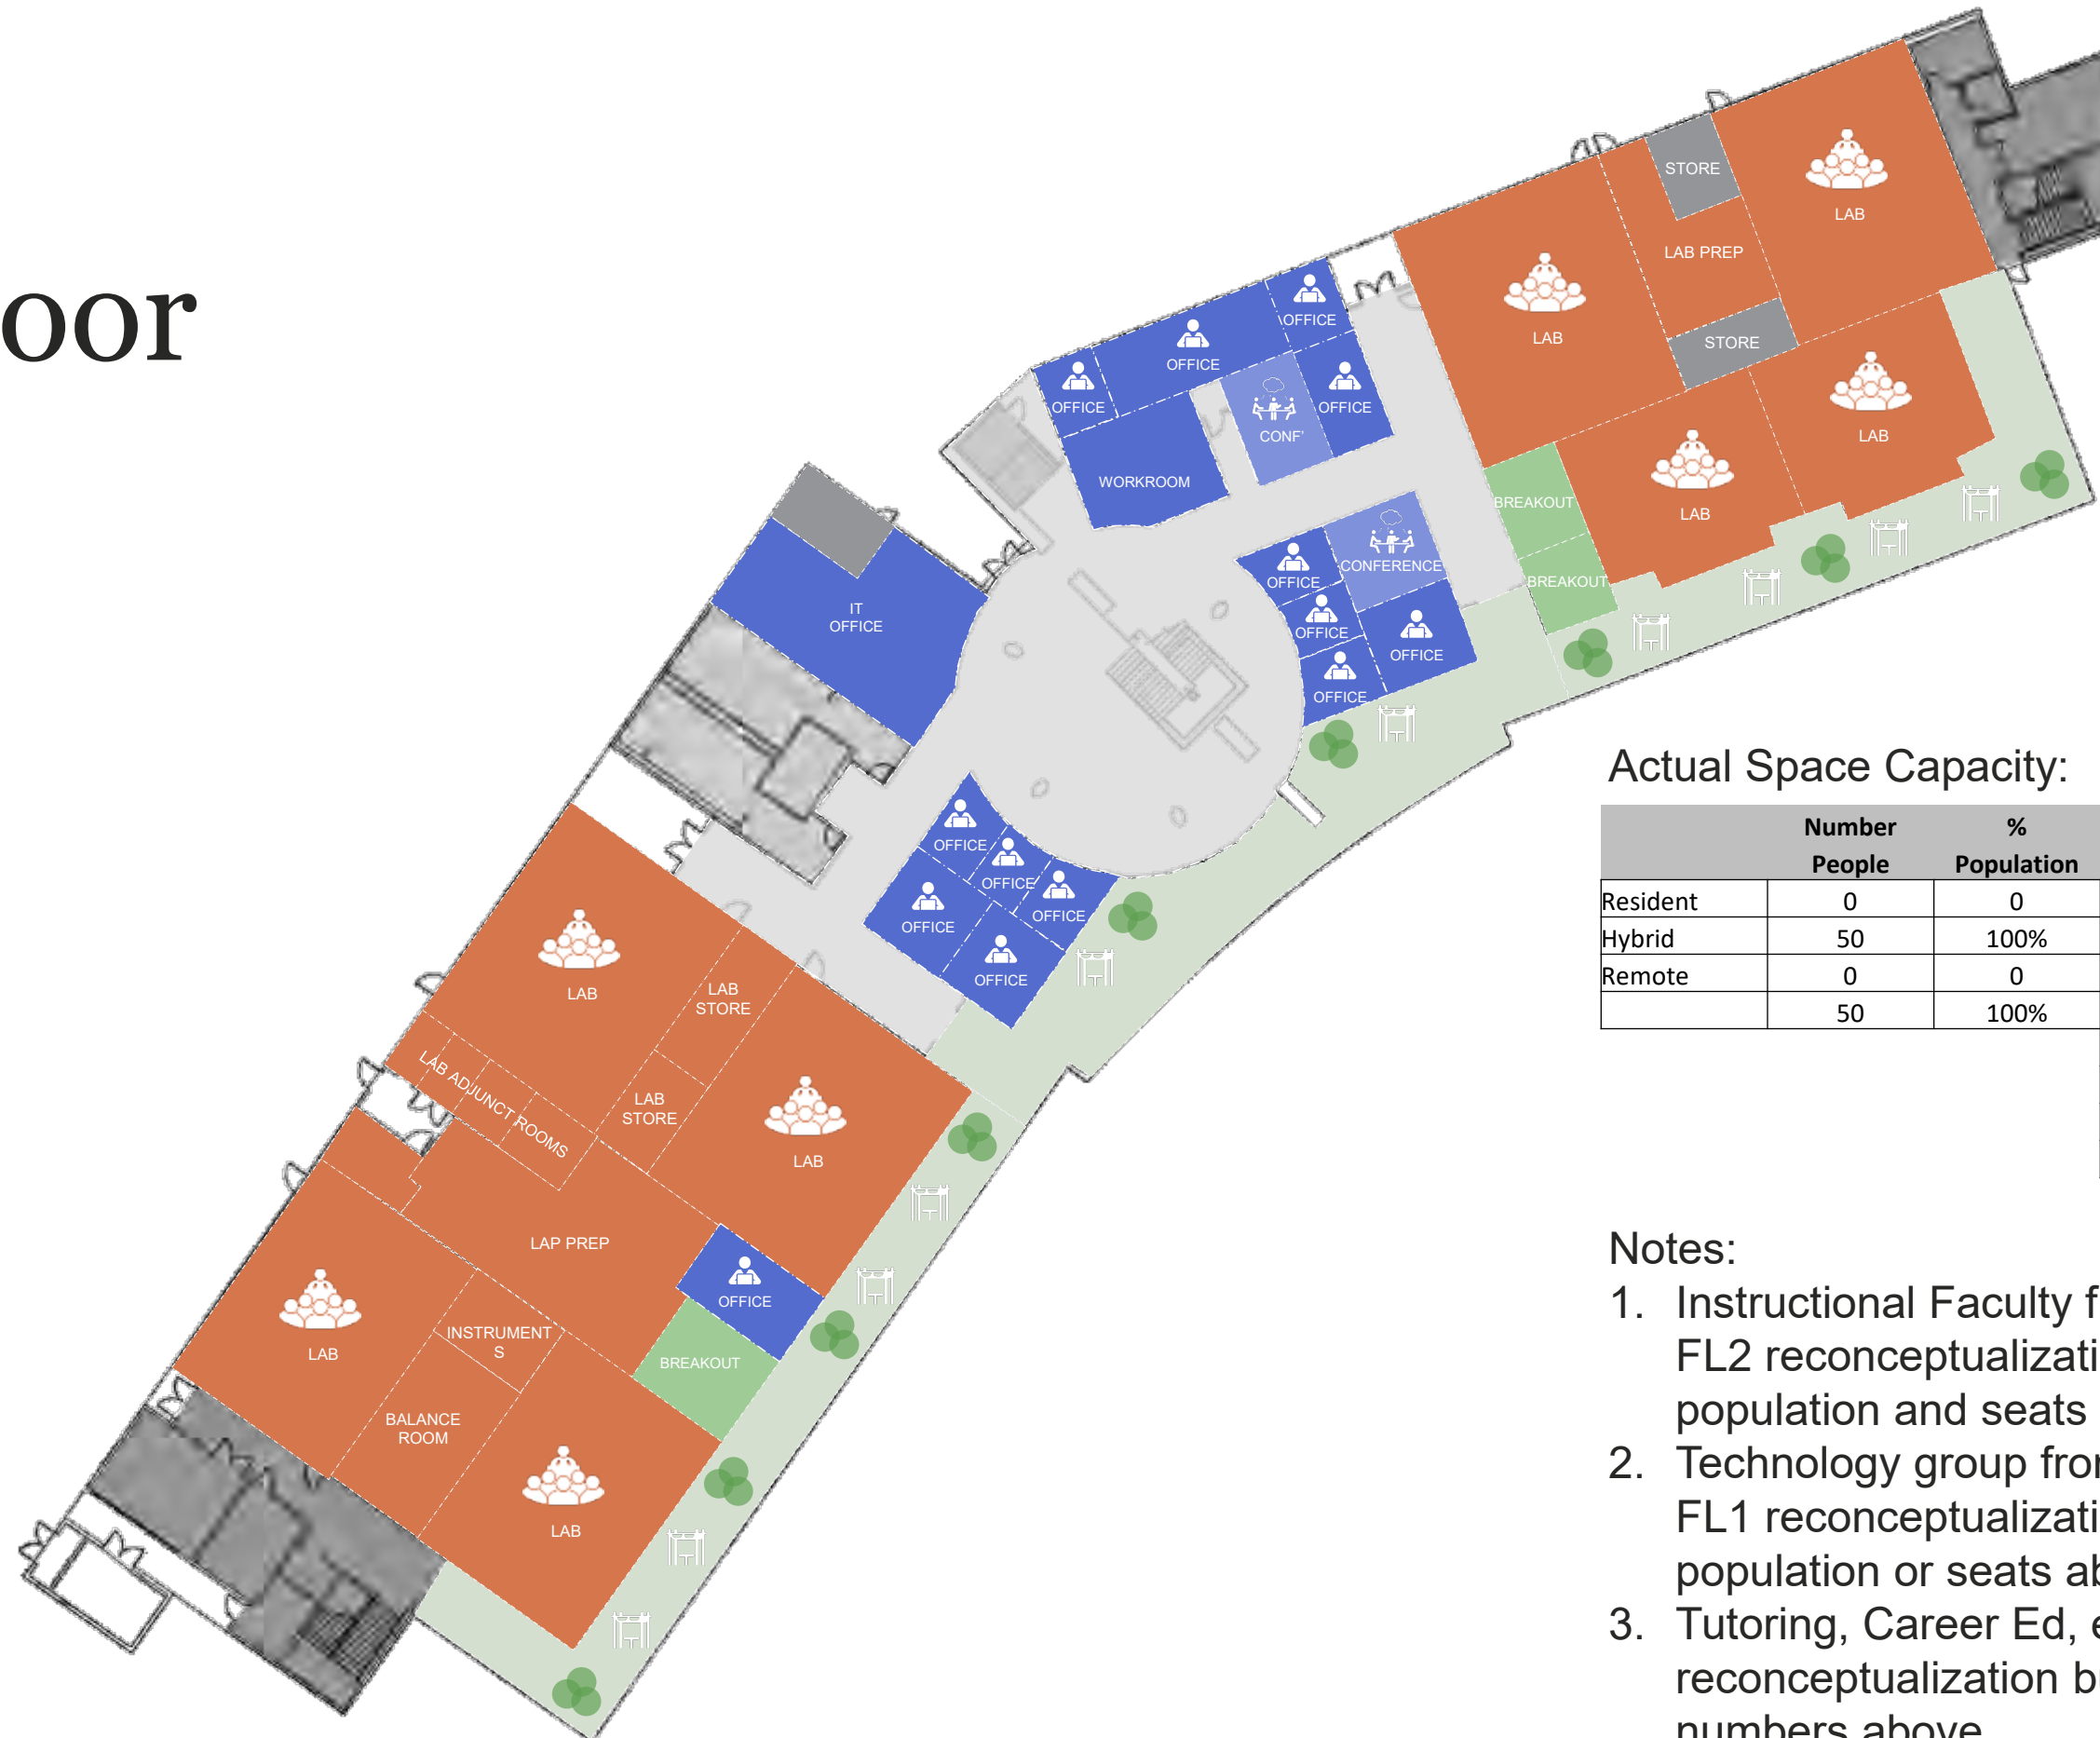 oor
STORE
LAB
LAB PREP
LAB
STORE
OFFICE
OFFICE
OFFICE
OFFICE
CONF'
OFFICE
WORKROOM
LAB
LAB
BREAKOUT
BREAKOUT
CONFERENCE
OFFICE
OFFICE
OFFICE
OFFICE
IT
OFFICE
OFFICE
OFFICE
OFFICE
OFFICE
OFFICE
LAB
LAB
STORE
LAB ADJUNCT ROOMS
LAB
STORE
LAB
LAP PREP
OFFICE
LAB
INSTRUMENT
S
BREAKOUT
BALANCE
ROOM
LAB
Actual Space Capacity:
Number People % Population
Resident 0 0
Hybrid 50 100%
Remote 0 0
50 100%
Notes:
1. Instructional Faculty f
FL2 reconceptualizati
population and seats
2. Technology group fro
FL1 reconceptualizati
population or seats ab
3. Tutoring, Career Ed, e
reconceptualization b
numbers above